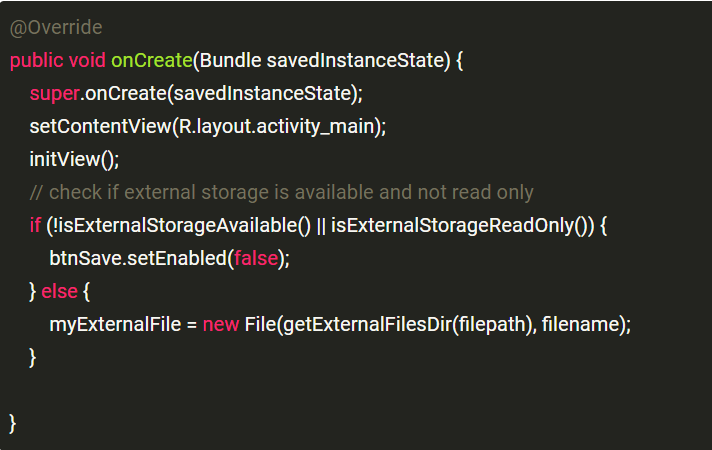 @Override
public void onCreate(Bundle savedInstanceState) {
    super.onCreate(savedInstanceState);
    setContentView(R.layout.activity_main);
    initView();
    // check if external storage is available and not read only
    if (!isExternalStorageAvailable() || isExternalStorageReadOnly()) {
        btnSave.setEnabled(false);
    } else {
        myExternalFile = new File(getExternalFilesDir(filepath), filename);
    }

}